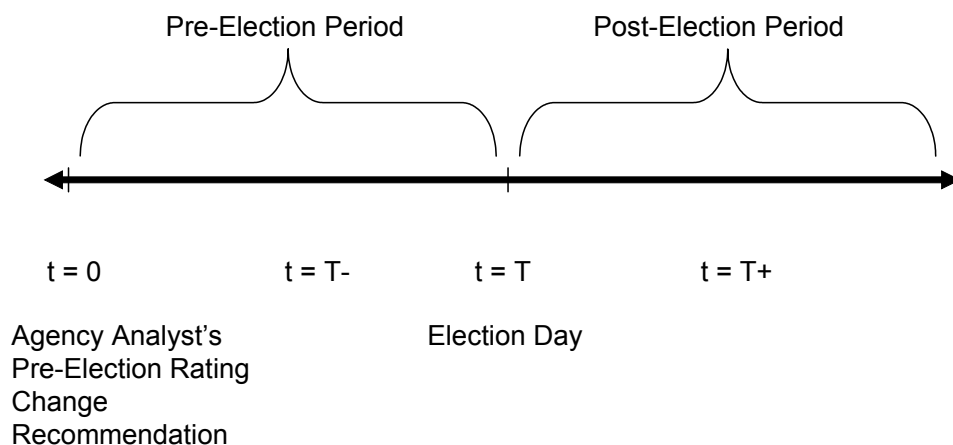 Pre-Election Period Post-Election Period
t = 0 t = T- t = T t = T+
Agency Analyst's Election Day
Pre-Election Rating
Change
Recommendation